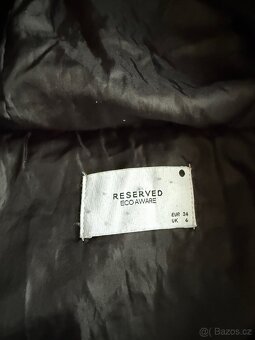 RESERVED
ECO AWARE
EUR 34
UK 6
© Bazos.cz